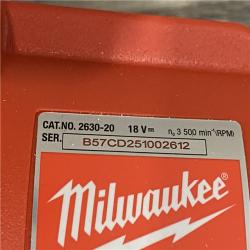 CAT.NO. 2630-20 18 V⎓ n₀ 3 500 min⁻¹(RPM)
SER. B57CD251002612
Milwaukee